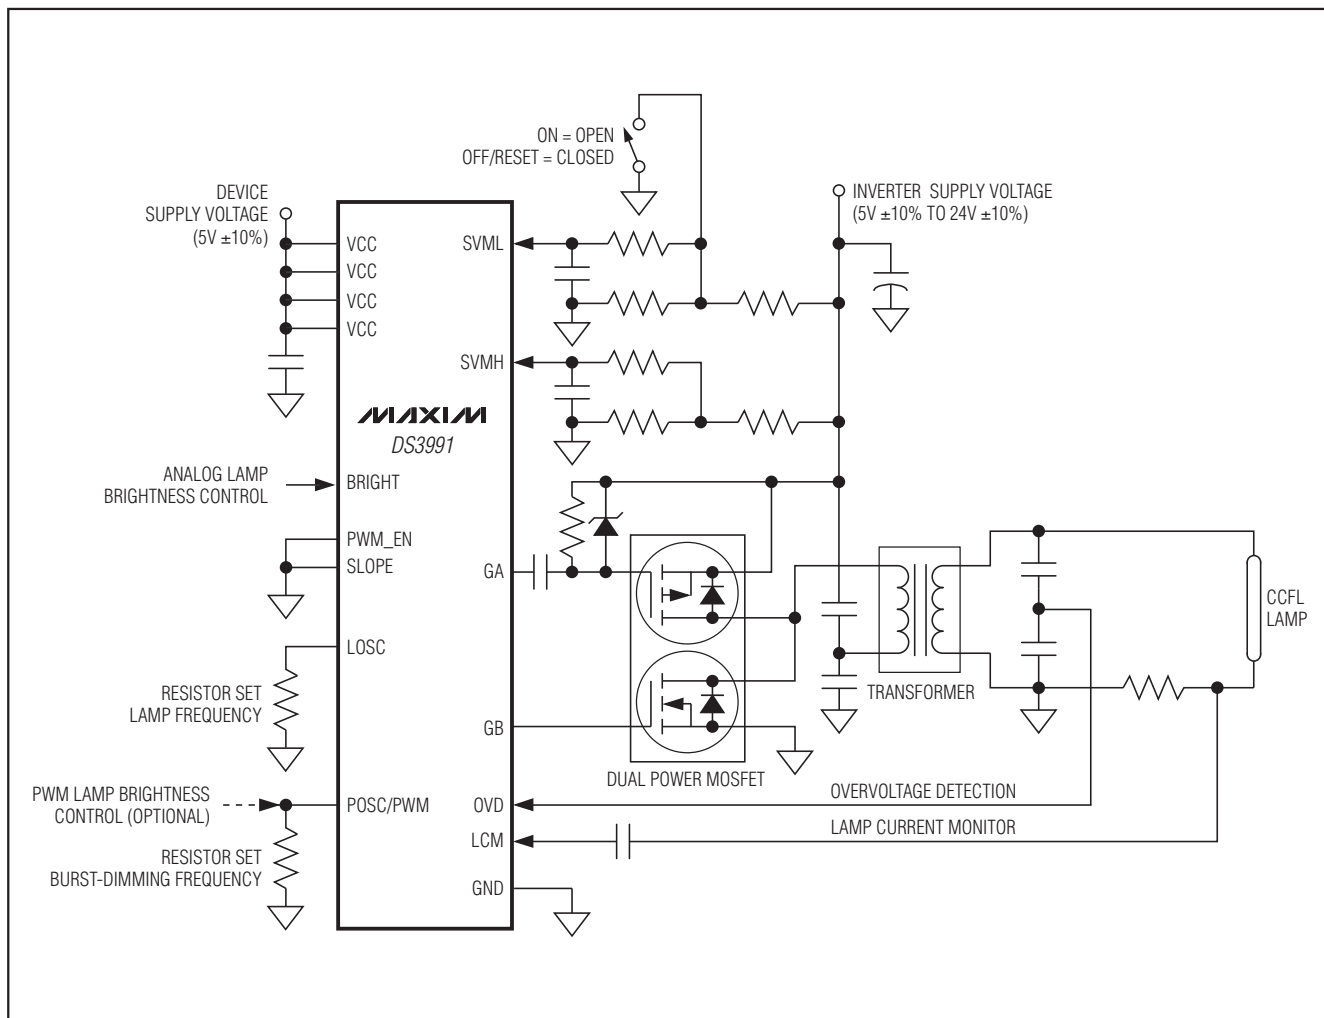 ON = OPEN
OFF/RESET = CLOSED
DEVICE
SUPPLY VOLTAGE
(5V ±10%)
INVERTER SUPPLY VOLTAGE
(5V ±10% TO 24V ±10%)
VCC
VCC
VCC
VCC
SVML
SVMH
MAXIM
DS3991
ANALOG LAMP
BRIGHTNESS CONTROL
BRIGHT
PWM_EN
SLOPE
GA
LOSC
RESISTOR SET
LAMP FREQUENCY
GB
DUAL POWER MOSFET
TRANSFORMER
CCFL
LAMP
PWM LAMP BRIGHTNESS
CONTROL (OPTIONAL)
POSC/PWM
OVD
OVERVOLTAGE DETECTION
LCM
LAMP CURRENT MONITOR
RESISTOR SET
BURST-DIMMING FREQUENCY
GND